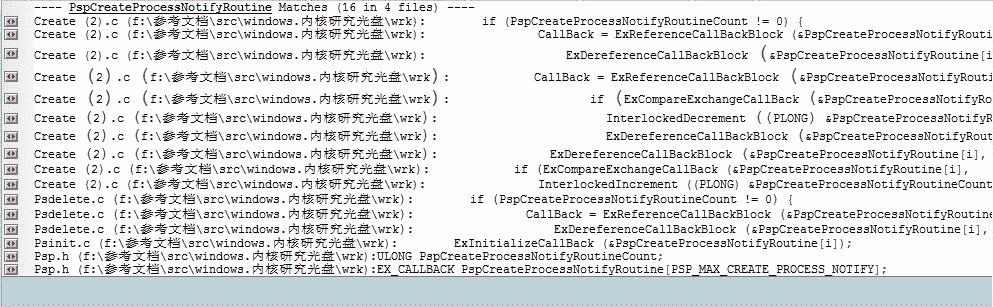 ---- PspCreateProcessNotifyRoutine Matches (16 in 4 files) ----
Create (2).c (f:\参考文档\src\windows.内核研究光盘\wrk): if (PspCreateProcessNotifyRoutineCount != 0) {
Create (2).c (f:\参考文档\src\windows.内核研究光盘\wrk): CallBack = ExReferenceCallBackBlock (&PspCreateProcessNotifyRouti
Create (2).c (f:\参考文档\src\windows.内核研究光盘\wrk): ExDereferenceCallBackBlock (&PspCreateProcessNotifyRoutine[i
Create (2).c (f:\参考文档\src\windows.内核研究光盘\wrk): CallBack = ExReferenceCallBackBlock (&PspCreateProcessNotifyRouti
Create (2).c (f:\参考文档\src\windows.内核研究光盘\wrk): if (ExCompareExchangeCallBack (&PspCreateProcessNotifyRo
Create (2).c (f:\参考文档\src\windows.内核研究光盘\wrk): InterlockedDecrement ((PLONG) &PspCreateProcessNotifyR
Create (2).c (f:\参考文档\src\windows.内核研究光盘\wrk): ExDereferenceCallBackBlock (&PspCreateProcessNotifyRout
Create (2).c (f:\参考文档\src\windows.内核研究光盘\wrk): ExDereferenceCallBackBlock (&PspCreateProcessNotifyRoutine[i],
Create (2).c (f:\参考文档\src\windows.内核研究光盘\wrk): if (ExCompareExchangeCallBack (&PspCreateProcessNotifyRoutine[i],
Create (2).c (f:\参考文档\src\windows.内核研究光盘\wrk): InterlockedIncrement ((PLONG) &PspCreateProcessNotifyRoutineCount
Psdelete.c (f:\参考文档\src\windows.内核研究光盘\wrk): if (PspCreateProcessNotifyRoutineCount != 0) {
Psdelete.c (f:\参考文档\src\windows.内核研究光盘\wrk): CallBack = ExReferenceCallBackBlock (&PspCreateProcessNotifyRoutine
Psdelete.c (f:\参考文档\src\windows.内核研究光盘\wrk): ExDereferenceCallBackBlock (&PspCreateProcessNotifyRoutine[i],
Psinit.c (f:\参考文档\src\windows.内核研究光盘\wrk): ExInitializeCallBack (&PspCreateProcessNotifyRoutine[i]);
Psp.h (f:\参考文档\src\windows.内核研究光盘\wrk):ULONG PspCreateProcessNotifyRoutineCount;
Psp.h (f:\参考文档\src\windows.内核研究光盘\wrk):EX_CALLBACK PspCreateProcessNotifyRoutine[PSP_MAX_CREATE_PROCESS_NOTIFY];